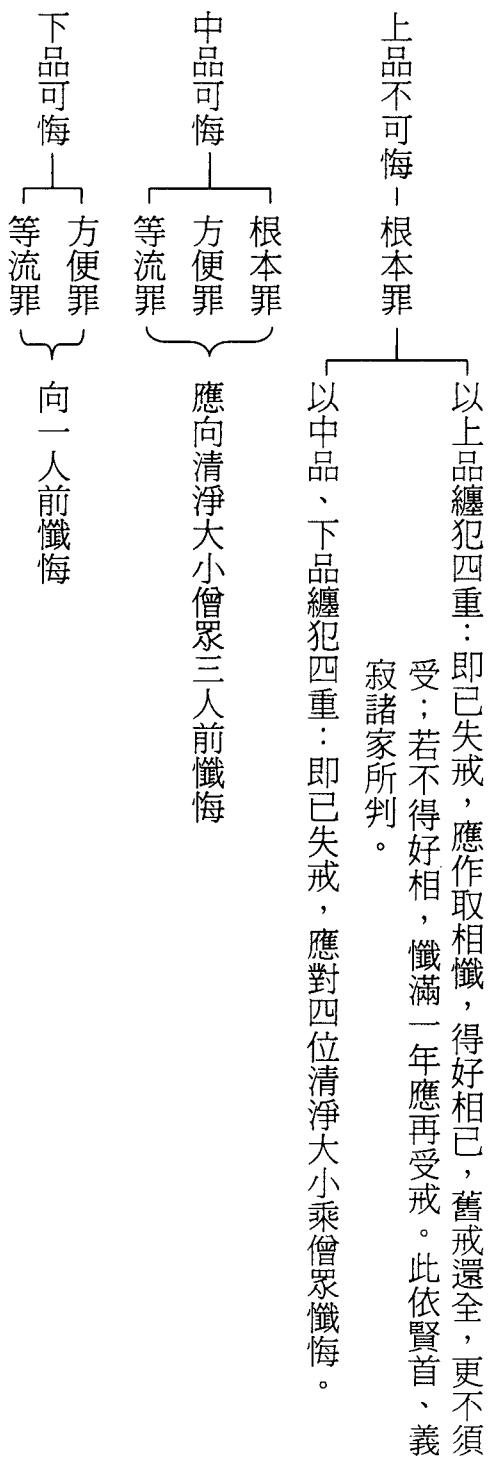 上品不可悔
根本罪
以上品纏犯四重：即已失戒，應作取相懺，得好相已，舊戒還全，更不須
受；若不得好相，懺滿一年應再受戒。此依賢首、義
寂諸家所判。
以中品、下品纏犯四重：即已失戒，應對四位清淨大小乘僧眾懺悔。
中品可悔
根本罪
方便罪
等流罪
應向清淨大小僧眾三人前懺悔
下品可悔
方便罪
等流罪
向一人前懺悔